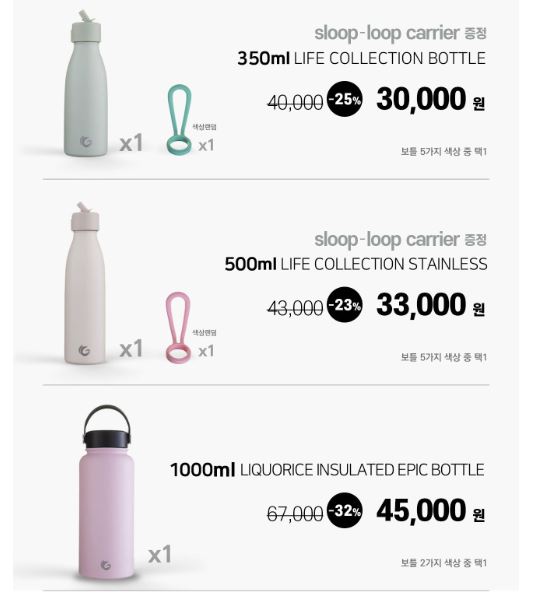 sloop-loop carrier 증정
350ml LIFE COLLECTION BOTTLE
40,000 -25% 30,000 원
색상랜덤
x1 x1
보틀 5가지 색상 중 택1
sloop-loop carrier 증정
500ml LIFE COLLECTION STAINLESS
43,000 -23% 33,000 원
색상랜덤
x1 x1
보틀 5가지 색상 중 택1
1000ml LIQUORICE INSULATED EPIC BOTTLE
67,000 -32% 45,000 원
x1
보틀 2가지 색상 중 택1